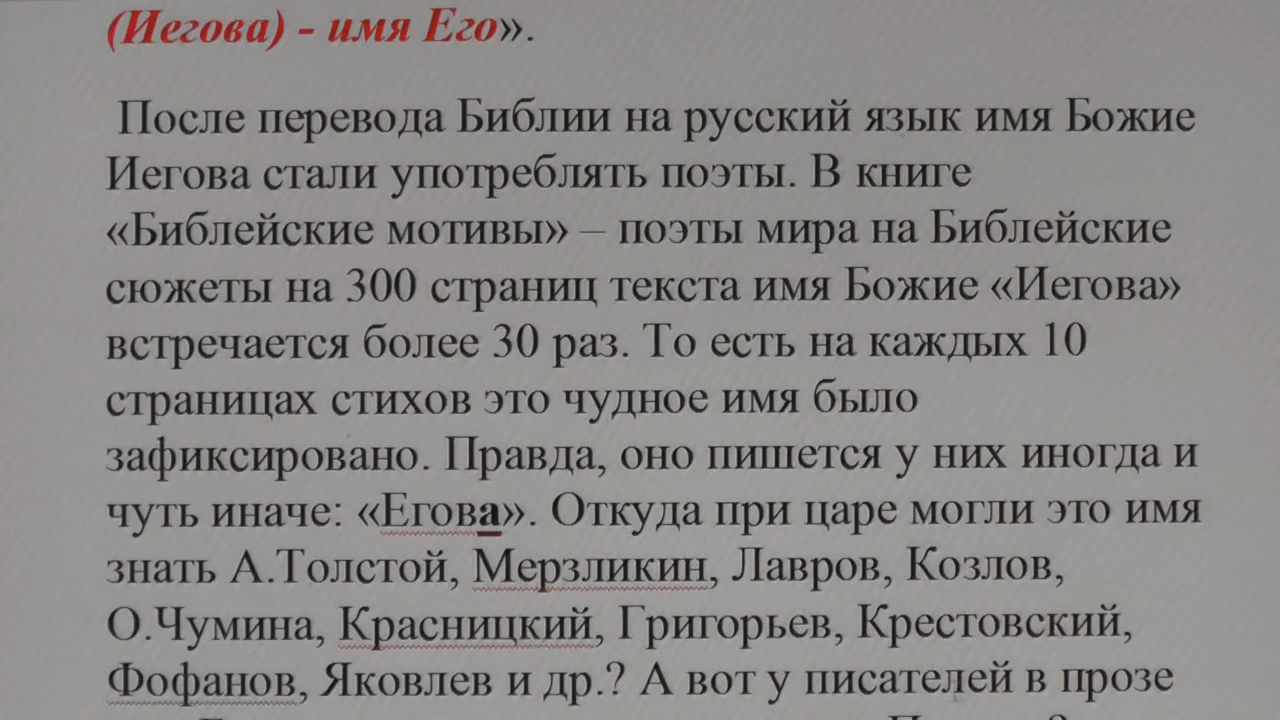 (Иегова) - имя Его».
После перевода Библии на русский язык имя Божие
Иегова стали употреблять поэты. В книге
«Библейские мотивы» – поэты мира на Библейские
сюжеты на 300 страниц текста имя Божие «Иегова»
встречается более 30 раз. То есть на каждых 10
страницах стихов это чудное имя было
зафиксировано. Правда, оно пишется у них иногда и
чуть иначе: «Егова». Откуда при царе могли это имя
знать А.Толстой, Мерзликин, Лавров, Козлов,
О.Чумина, Красницкий, Григорьев, Крестовский,
Фофанов, Яковлев и др.? А вот у писателей в прозе